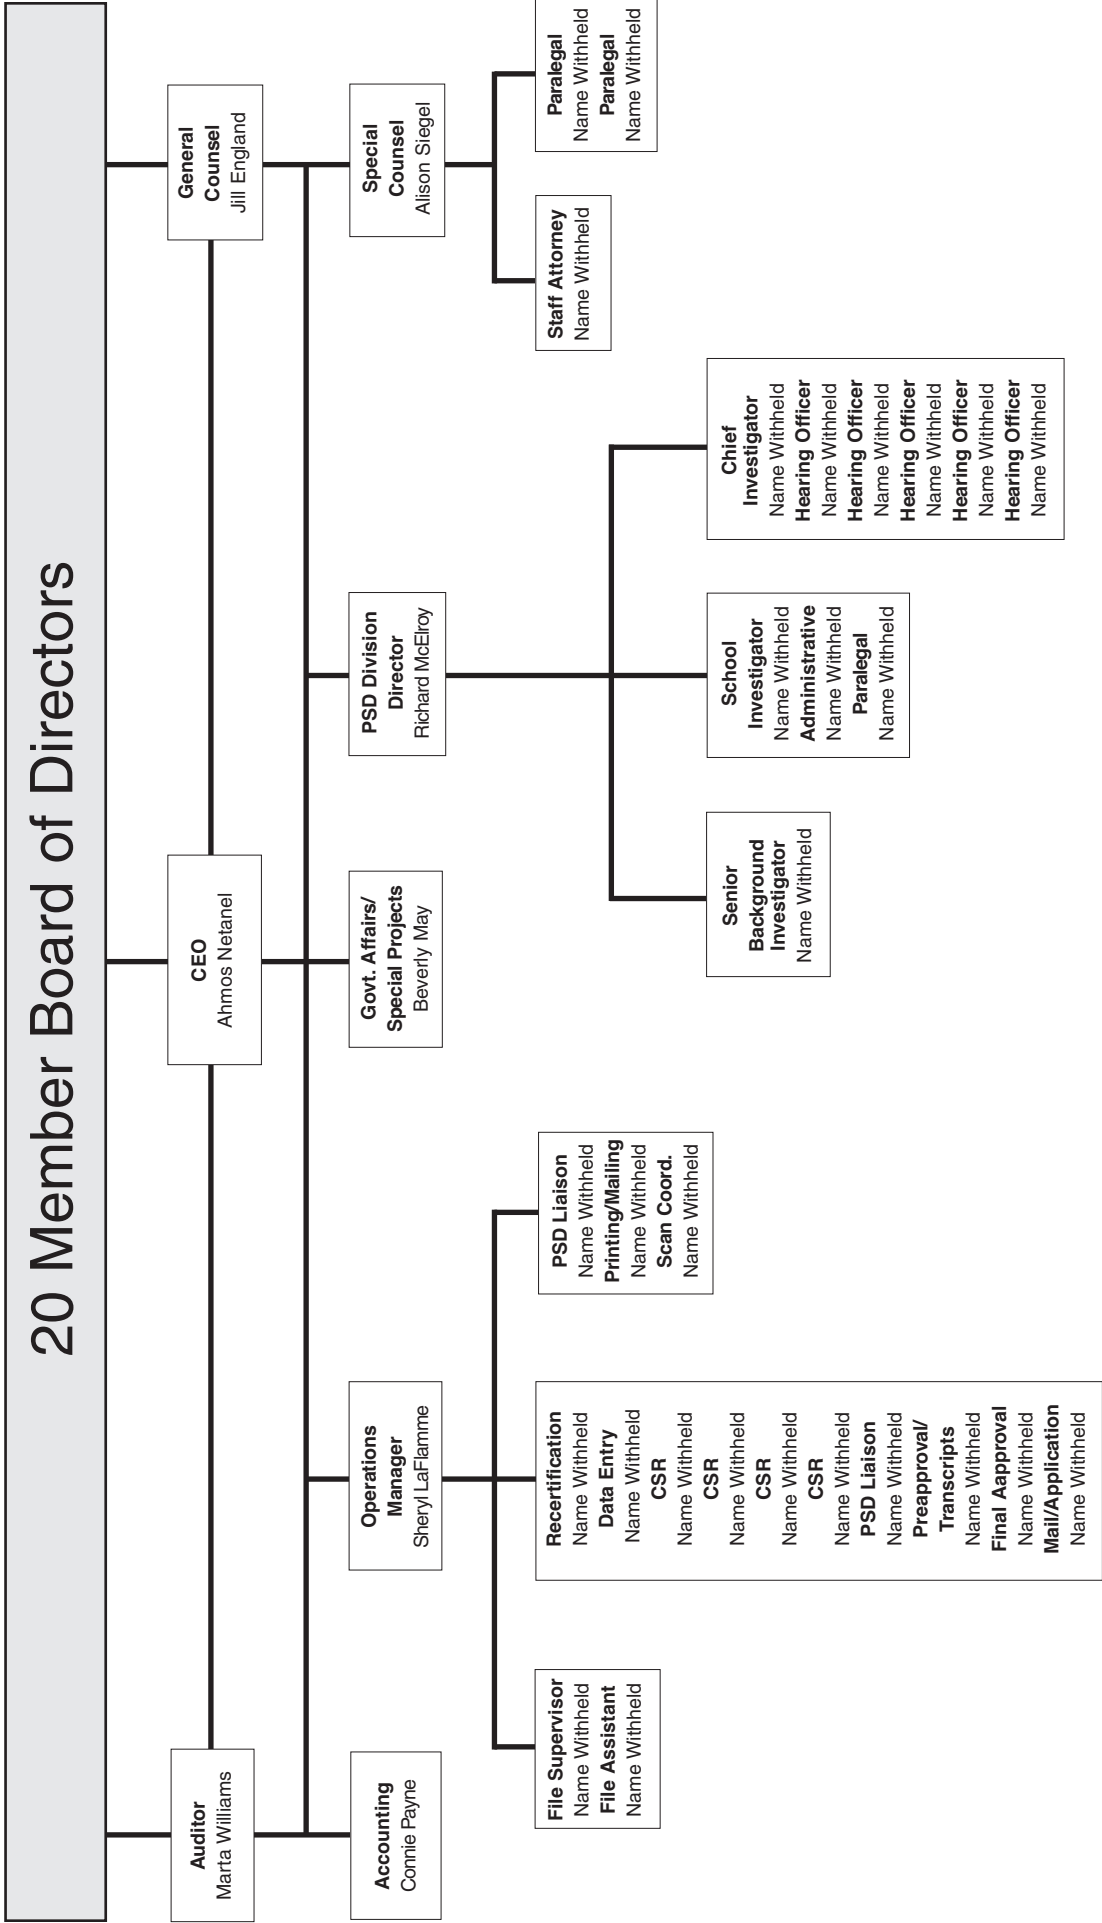 20 Member Board of Directors
Auditor
Marta Williams
CEO
Ahmos Netanel
General
Counsel
Jill England
Accounting
Connie Payne
Operations
Manager
Sheryl LaFlamme
Govt. Affairs/
Special Projects
Beverly May
PSD Division
Director
Richard McElroy
Special
Counsel
Alison Siegel
File Supervisor
Name Withheld
File Assistant
Name Withheld
Recertification
Name Withheld
Data Entry
Name Withheld
CSR
Name Withheld
CSR
Name Withheld
CSR
Name Withheld
CSR
Name Withheld
PSD Liaison
Name Withheld
Preapproval/
Transcripts
Name Withheld
Final Aapproval
Name Withheld
Mail/Application
Name Withheld
PSD Liaison
Name Withheld
Printing/Mailing
Name Withheld
Scan Coord.
Name Withheld
Senior
Background
Investigator
Name Withheld
School
Investigator
Name Withheld
Administrative
Name Withheld
Paralegal
Name Withheld
Chief
Investigator
Name Withheld
Hearing Officer
Name Withheld
Hearing Officer
Name Withheld
Hearing Officer
Name Withheld
Hearing Officer
Name Withheld
Hearing Officer
Name Withheld
Staff Attorney
Name Withheld
Paralegal
Name Withheld
Paralegal
Name Withheld